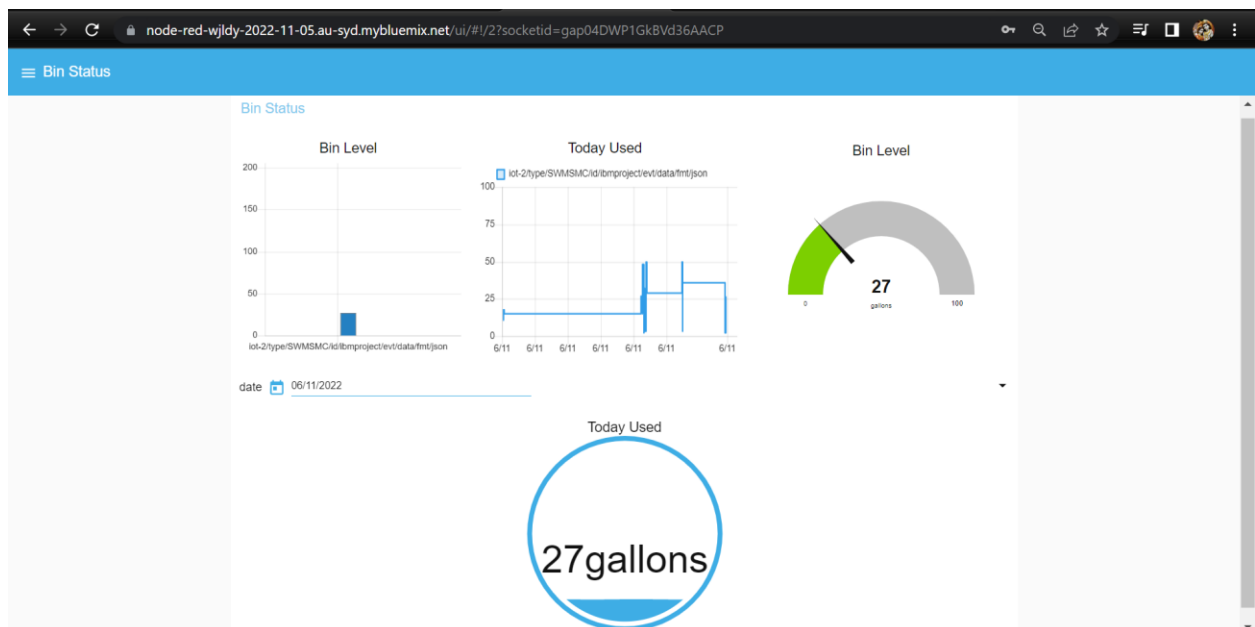 node-red-wjldy-2022-11-05.au-syd.mybluemix.net/ui/#!/2?socketid=gap04DWP1GkBVd36AACP
Bin Status
Bin Status
Bin Level
200
150
100
50
0
iot-2/type/SWMSMC/id/ibmproject/evt/data/fmt/json
Today Used
iot-2/type/SWMSMC/id/ibmproject/evt/data/fmt/json
100
75
50
25
0
6/11 6/11 6/11 6/11 6/11 6/11 6/11
Bin Level
27
gallons
0 100
date 06/11/2022
Today Used
27gallons